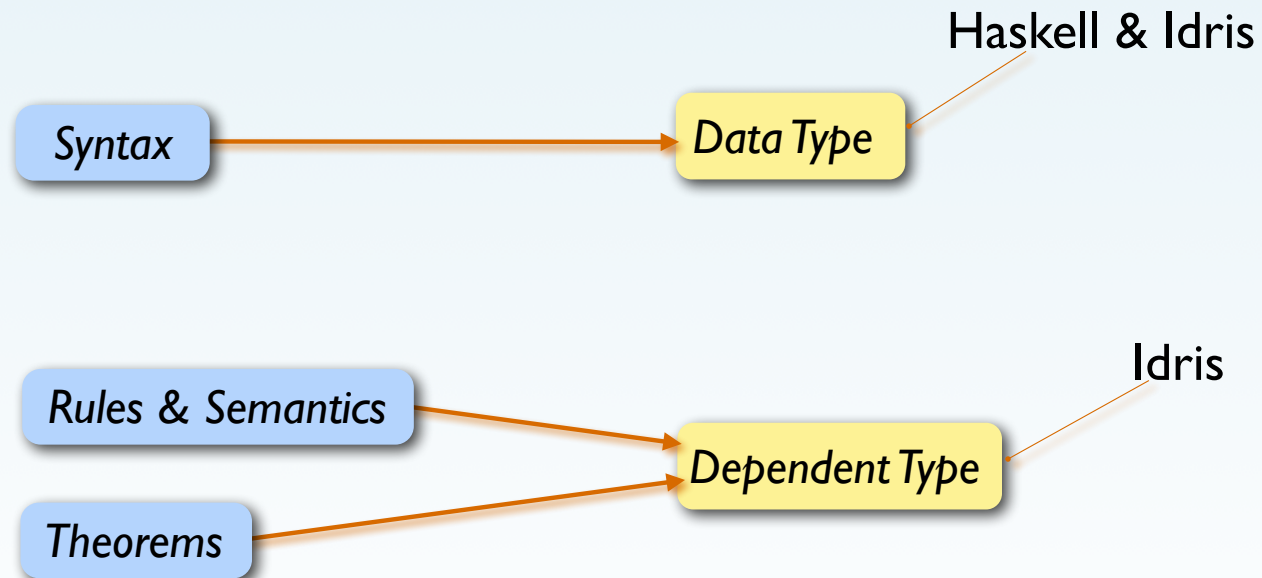 Haskell & Idris
Syntax
Data Type
Idris
Rules & Semantics
Dependent Type
Theorems